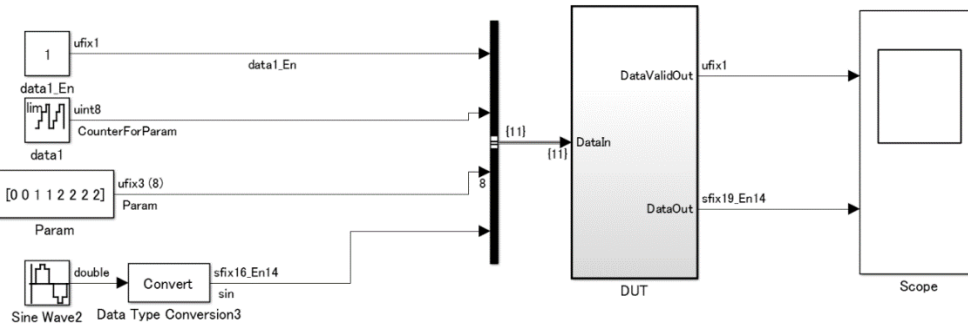 1
ufix1
data1_En
data1_En
lim
uint8
CounterForParam
data1
[0 0 1 1 2 2 2 2]
ufix3 (8)
Param
Param
8
double
Convert
sfix16_En14
sin
Sine Wave2
Data Type Conversion3
{11}
{11}
DataIn
DataValidOut
DataOut
DUT
ufix1
sfix19_En14
Scope